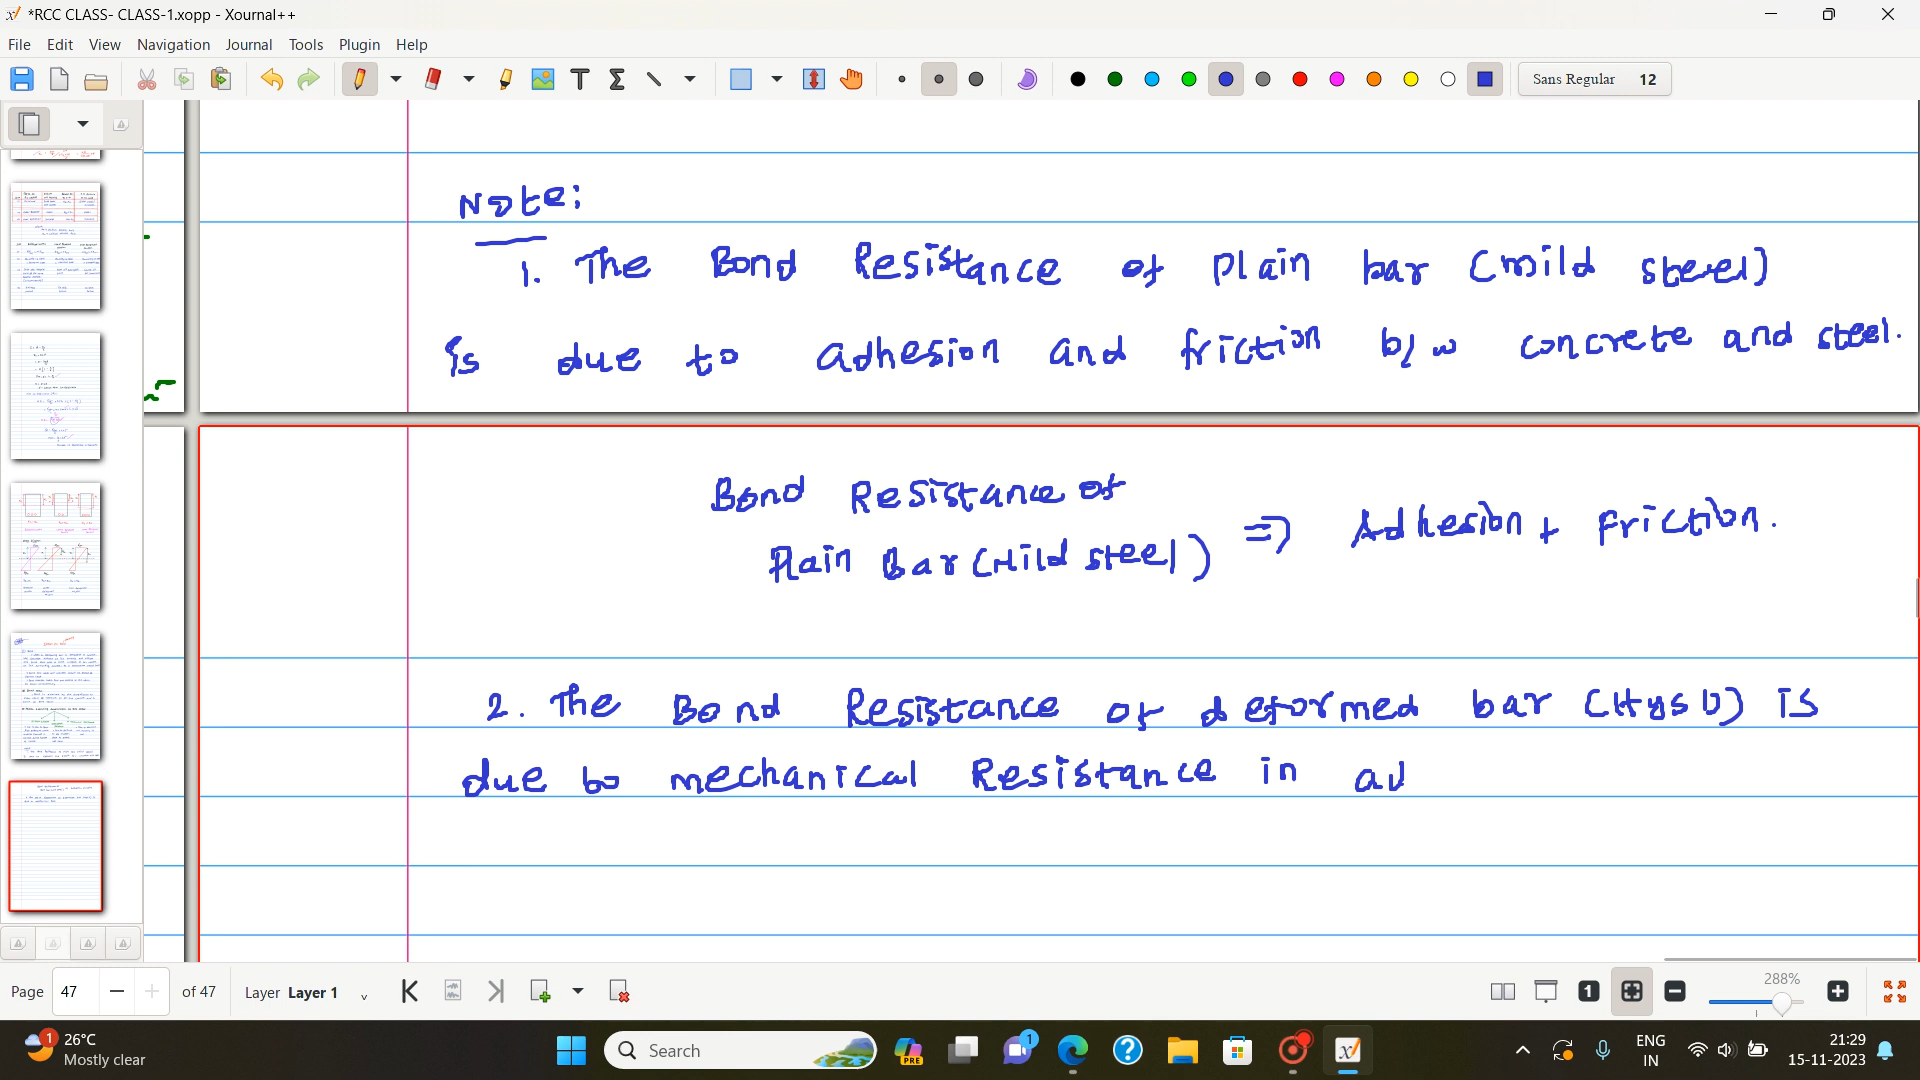 *RCC CLASS- CLASS-1.xopp - Xournal++
File Edit View Navigation Journal Tools Plugin Help
Sans Regular 12
Note:
1. The Bond Resistance of plain bar (mild steel)
is due to adhesion and friction b/w concrete and steel.
Bond Resistance of
Plain Bar (Mild steel) => Adhesion + friction.
2. The Bond Resistance of deformed bar (HYSD) is
due to mechanical Resistance in ad
Page 47 of 47 Layer Layer 1 288%
26°C
Mostly clear
Search
PRE
ENG
IN
21:29
15-11-2023